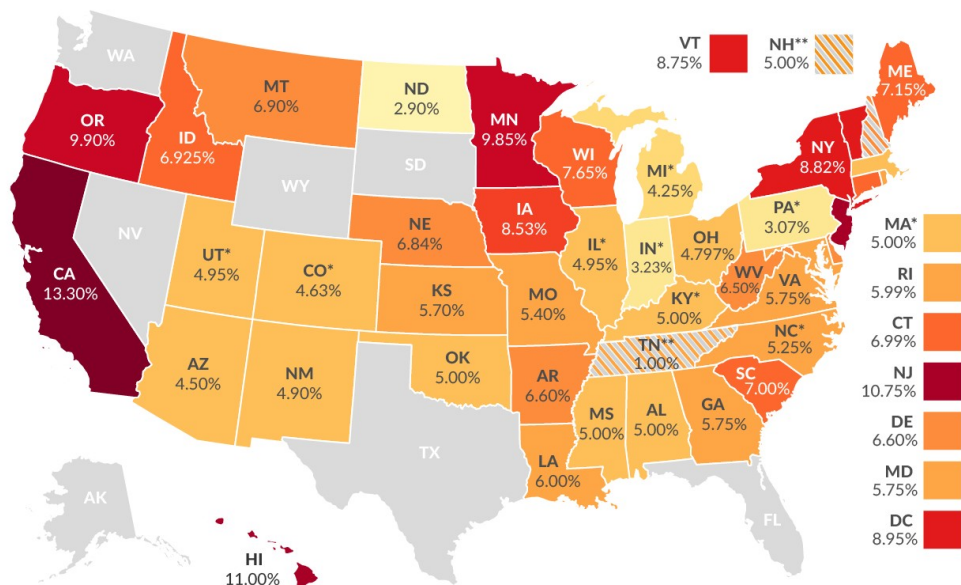 WA
VT
8.75%
NH**
5.00%
ME
7.15%
MT
6.90%
ND
2.90%
MN
9.85%
OR
9.90%
ID
6.925%
WI
7.65%
NY
8.82%
SD
MI*
4.25%
WY
IA
8.53%
PA*
3.07%
NE
6.84%
NV
UT*
4.95%
CO*
4.63%
IL*
4.95%
IN*
3.23%
OH
4.797%
MA*
5.00%
CA
13.30%
KS
5.70%
MO
5.40%
WV
6.50%
VA
5.75%
KY*
5.00%
RI
5.99%
NC*
5.25%
TN**
1.00%
CT
6.99%
AZ
4.50%
NM
4.90%
OK
5.00%
AR
6.60%
SC
7.00%
NJ
10.75%
MS
5.00%
AL
5.00%
GA
5.75%
DE
6.60%
TX
LA
6.00%
MD
5.75%
AK
FL
DC
8.95%
HI
11.00%